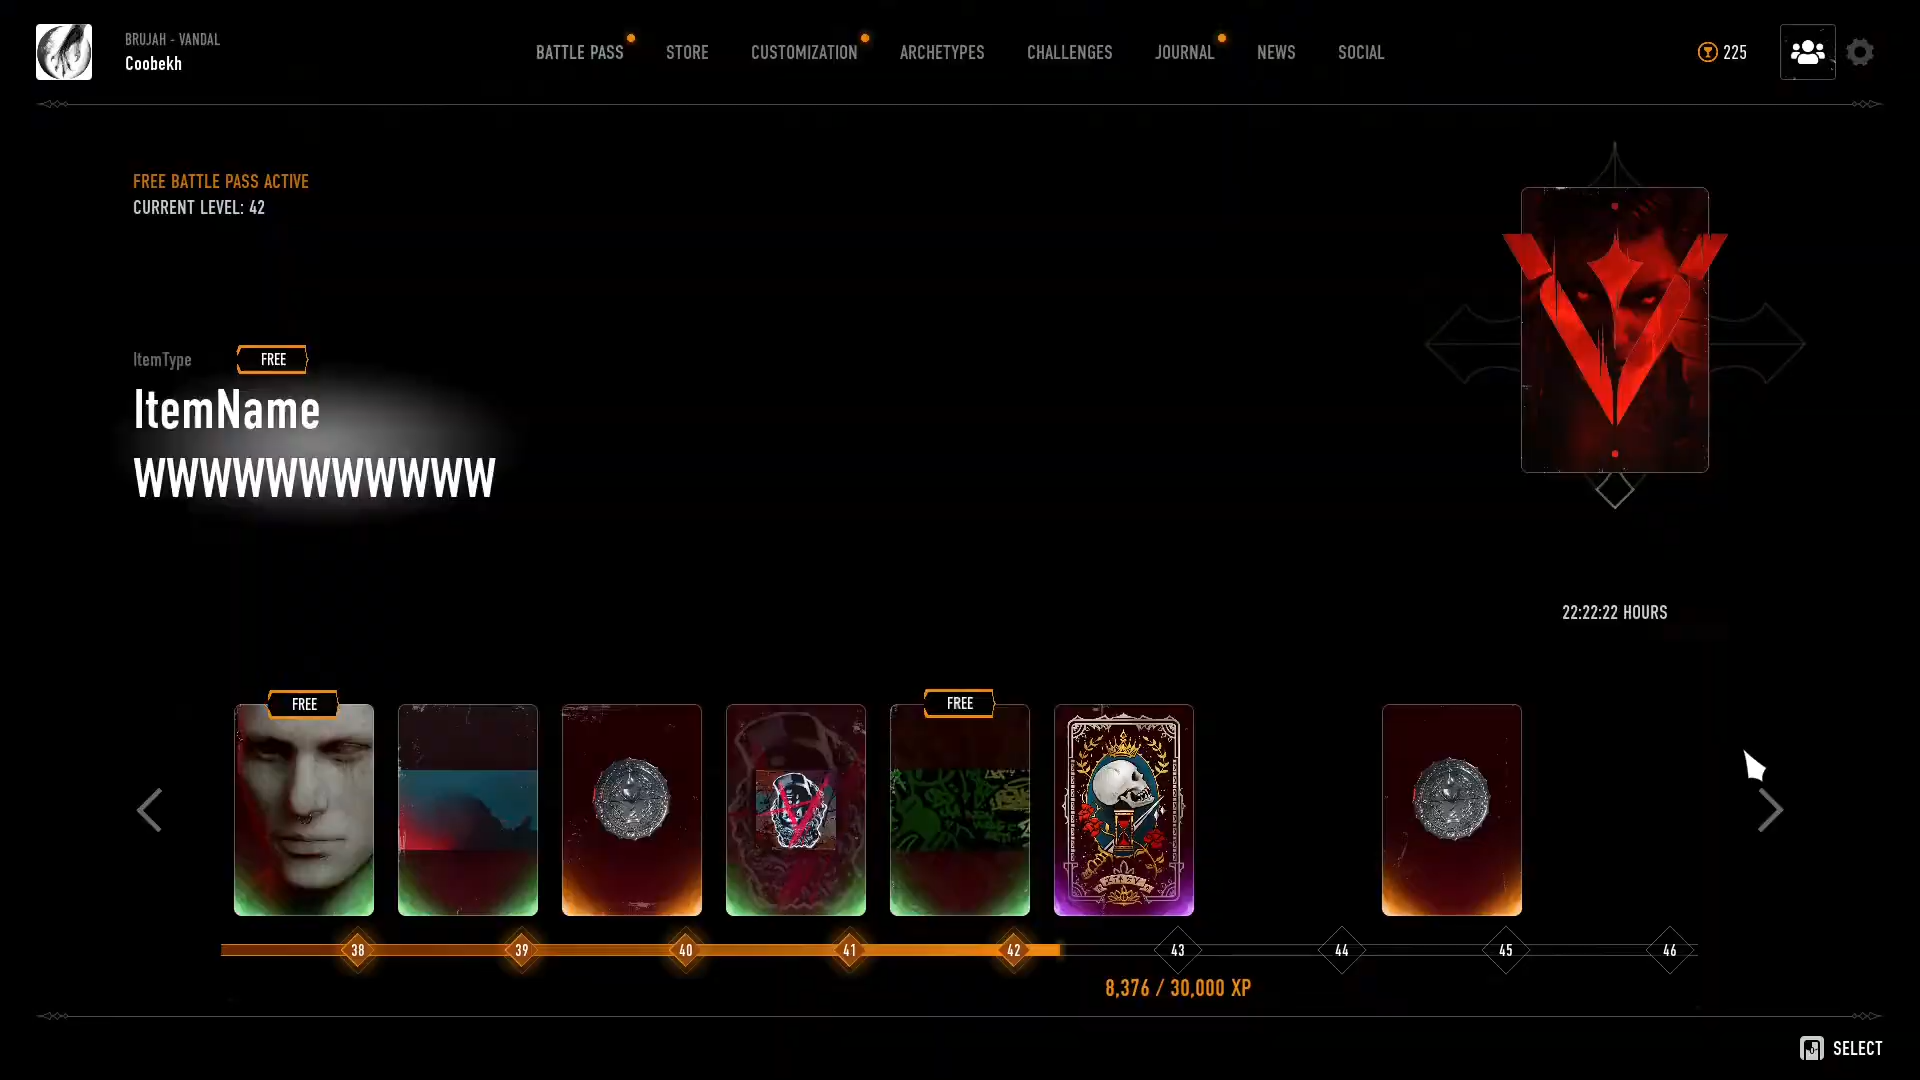 BRUJAH - VANDAL
Coobekh
BATTLE PASS
STORE
CUSTOMIZATION
ARCHETYPES
CHALLENGES
JOURNAL
NEWS
SOCIAL
225
FREE BATTLE PASS ACTIVE
CURRENT LEVEL: 42
ItemType
FREE
ItemName
WWWWWWWWWWW
22:22:22 HOURS
FREE
FREE
38
39
40
41
42
43
44
45
46
8,376 / 30,000 XP
SELECT